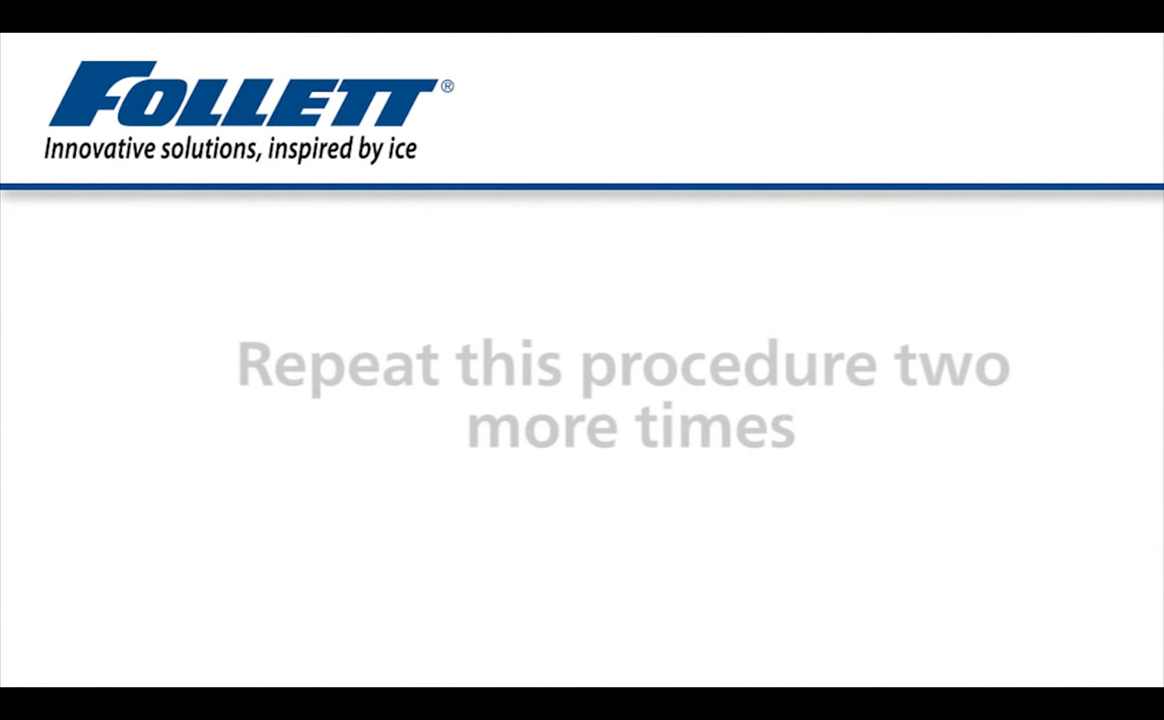 FOLLETT®
Innovative solutions, inspired by ice
Repeat this procedure two
more times